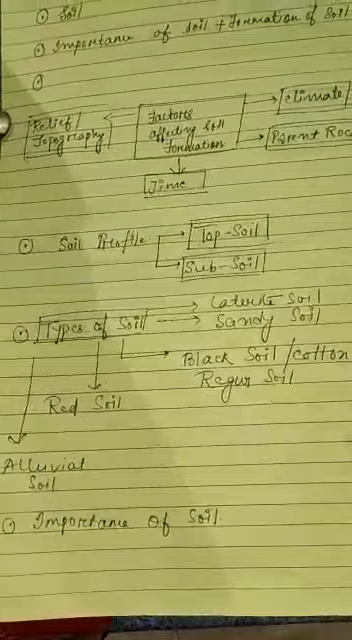 Soil
Importance of Soil + Formation of Soil
Relief/
Topography
Factors
affecting Soil
Formation
Climate
Parent Roc
Time
Soil Profile
Top-Soil
Sub-Soil
Types of Soil
Laterite Soil
Sandy Soil
Black Soil/cotton
Regur Soil
Red Soil
Alluvial
Soil
Importance Of Soil